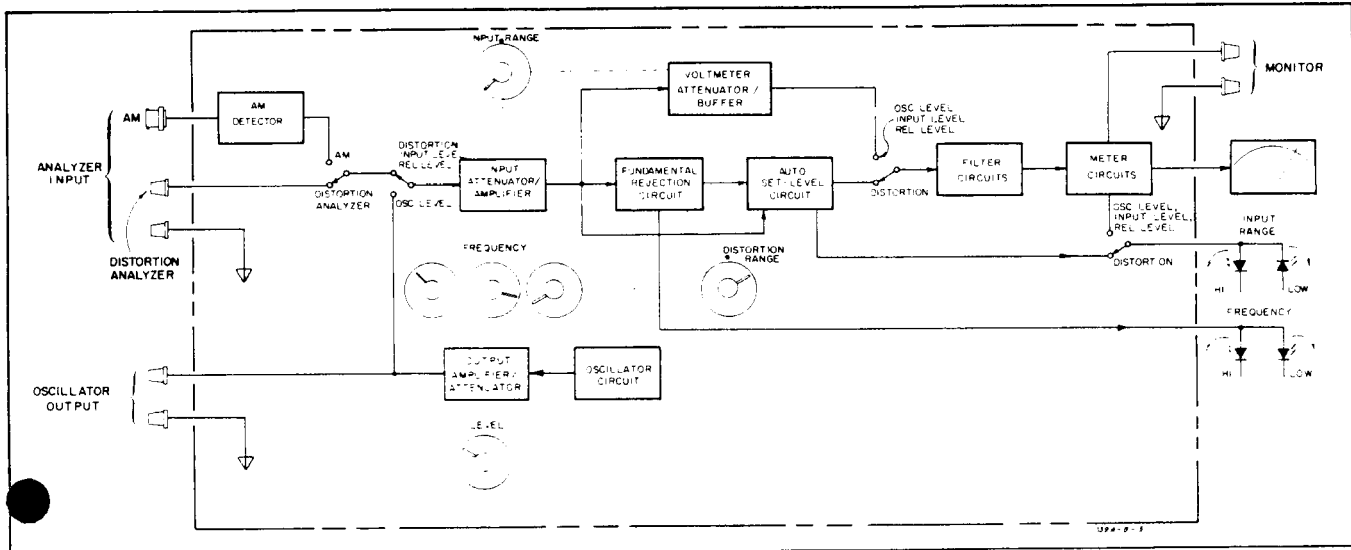 INPUT RANGE
VOLTMETER
ATTENUATOR /
BUFFER
MONITOR
AM
AM
DETECTOR
AM
ANALYZER
INPUT
DISTORTION
ANALYZER
DISTORTION
ANALYZER
DISTORTION
INPUT LEVEL
REL LEVEL
OSC LEVEL
INPUT
ATTENUATOR/
AMPLIFIER
FUNDAMENTAL
REJECTION
CIRCUIT
AUTO
SET-LEVEL
CIRCUIT
OSC LEVEL
INPUT LEVEL
REL LEVEL
DISTORTION
FILTER
CIRCUITS
METER
CIRCUITS
OSC LEVEL,
INPUT LEVEL,
REL LEVEL
DISTORTION
INPUT
RANGE
HI
LOW
FREQUENCY
HI
LOW
FREQUENCY
DISTORTION
RANGE
OSCILLATOR
OUTPUT
OUTPUT
AMPLIFIER/
ATTENUATOR
OSCILLATOR
CIRCUIT
LEVEL